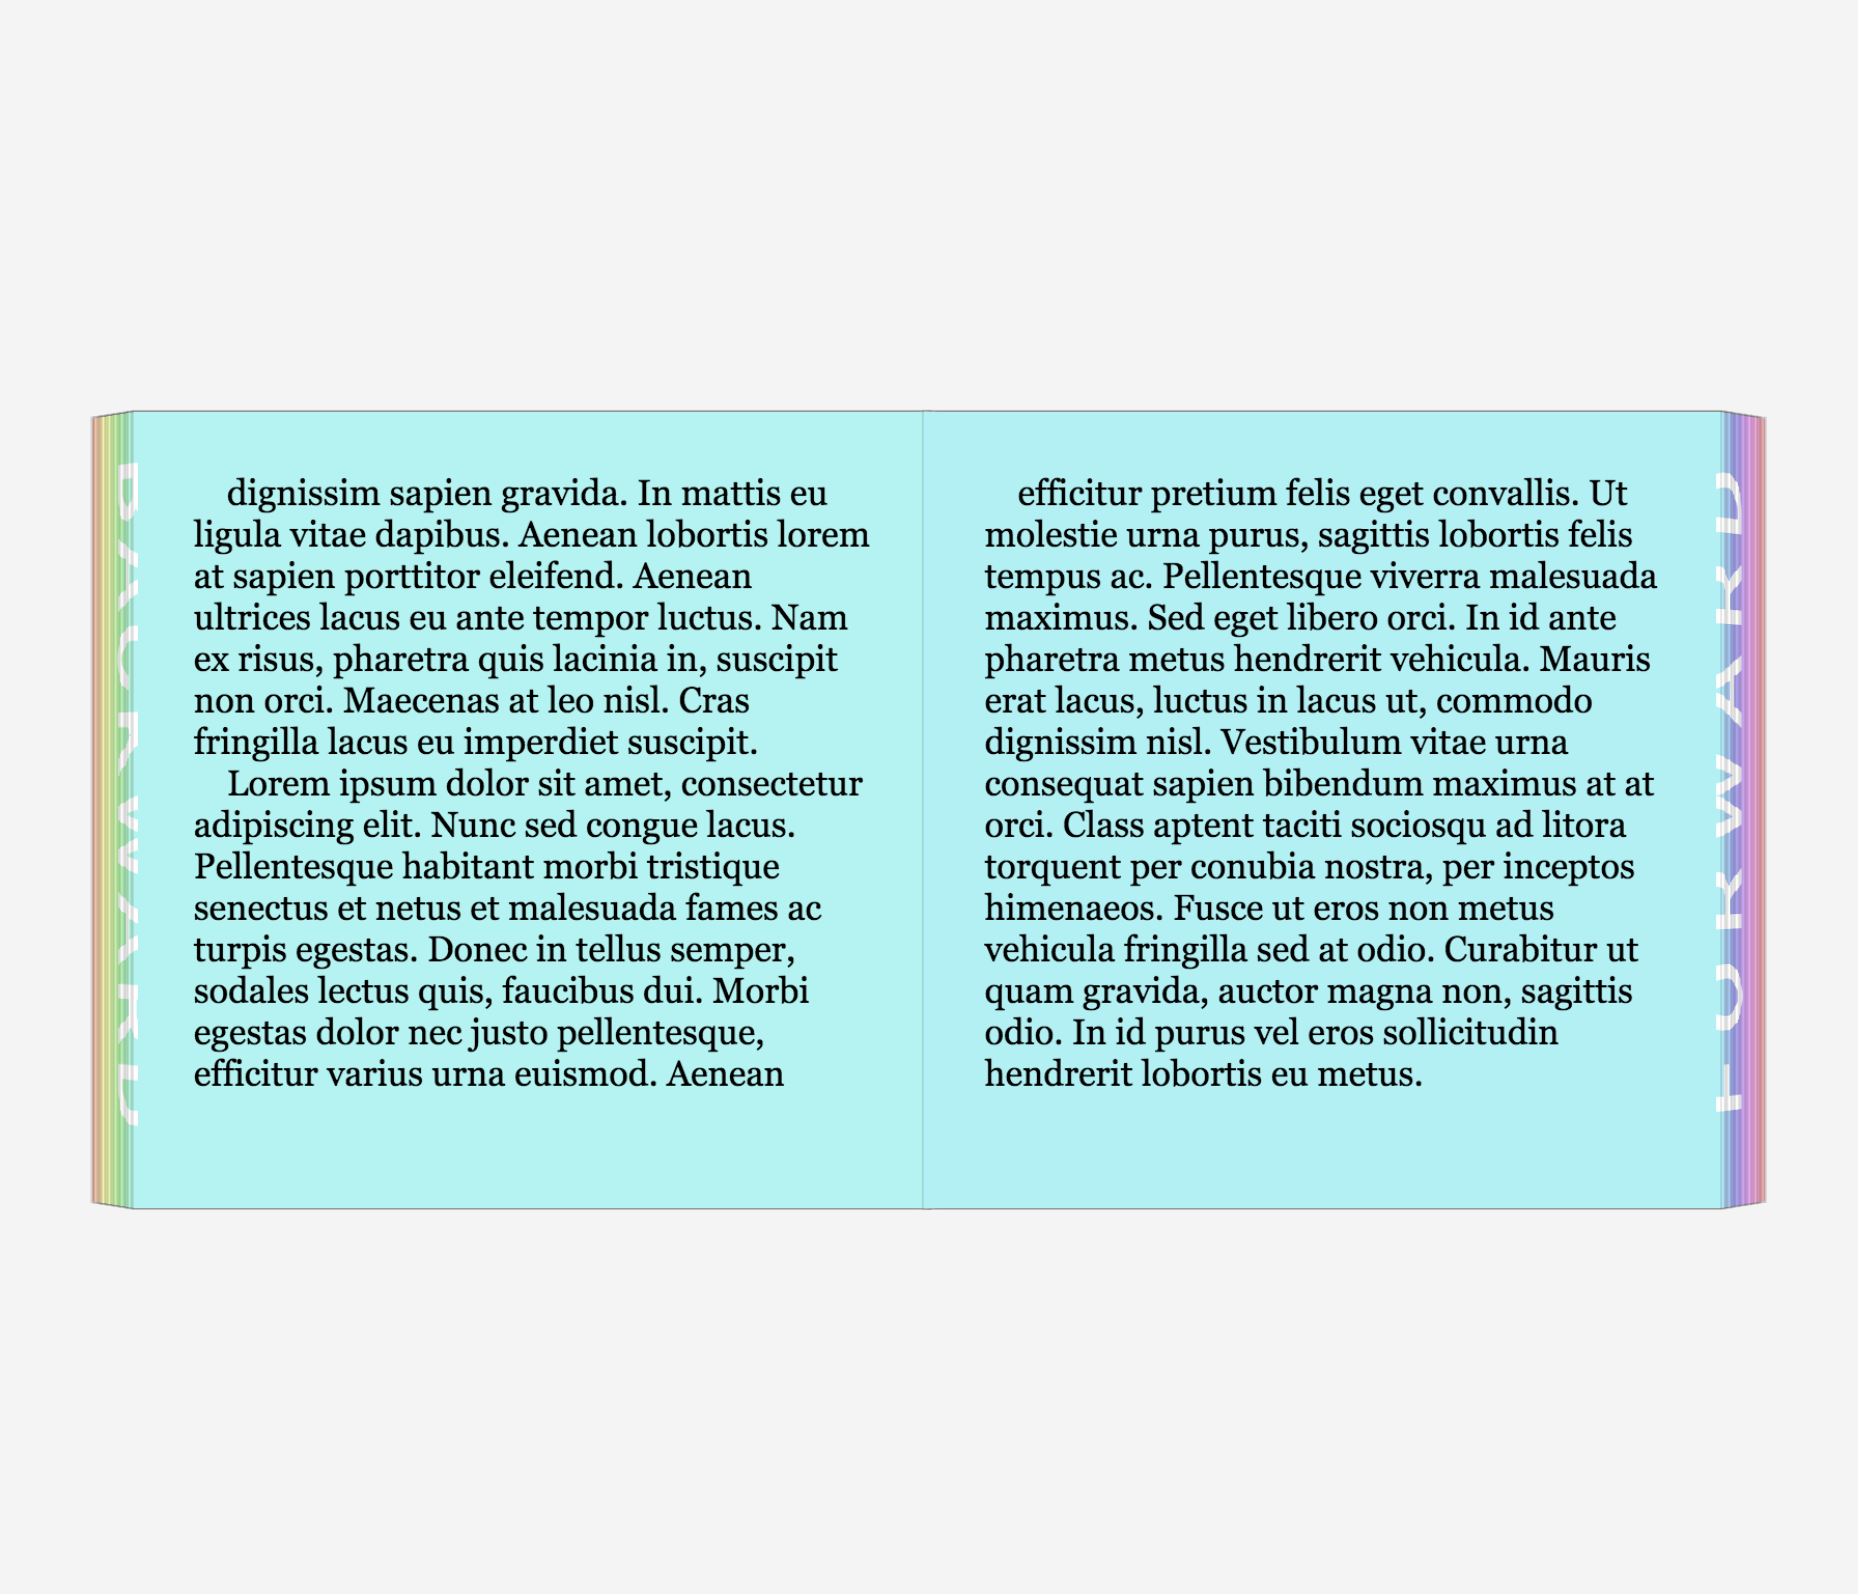 BACKWARD
dignissim sapien gravida. In mattis eu
ligula vitae dapibus. Aenean lobortis lorem
at sapien porttitor eleifend. Aenean
ultrices lacus eu ante tempor luctus. Nam
ex risus, pharetra quis lacinia in, suscipit
non orci. Maecenas at leo nisl. Cras
fringilla lacus eu imperdiet suscipit.
Lorem ipsum dolor sit amet, consectetur
adipiscing elit. Nunc sed congue lacus.
Pellentesque habitant morbi tristique
senectus et netus et malesuada fames ac
turpis egestas. Donec in tellus semper,
sodales lectus quis, faucibus dui. Morbi
egestas dolor nec justo pellentesque,
efficitur varius urna euismod. Aenean
efficitur pretium felis eget convallis. Ut
molestie urna purus, sagittis lobortis felis
tempus ac. Pellentesque viverra malesuada
maximus. Sed eget libero orci. In id ante
pharetra metus hendrerit vehicula. Mauris
erat lacus, luctus in lacus ut, commodo
dignissim nisl. Vestibulum vitae urna
consequat sapien bibendum maximus at at
orci. Class aptent taciti sociosqu ad litora
torquent per conubia nostra, per inceptos
himenaeos. Fusce ut eros non metus
vehicula fringilla sed at odio. Curabitur ut
quam gravida, auctor magna non, sagittis
odio. In id purus vel eros sollicitudin
hendrerit lobortis eu metus.
FORWARD